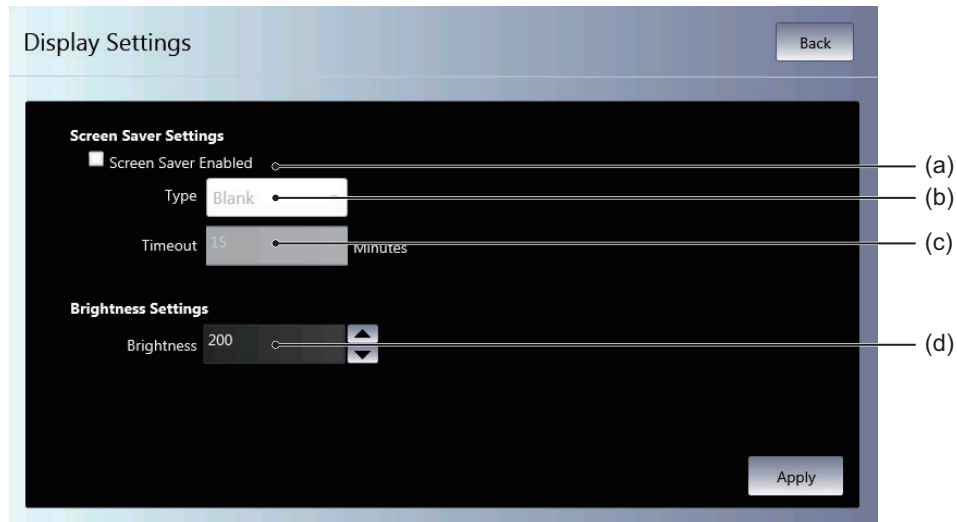 Display Settings
Back
Screen Saver Settings
Screen Saver Enabled
(a)
Type Blank
(b)
Timeout 15 Minutes
(c)
Brightness Settings
Brightness 200
(d)
Apply